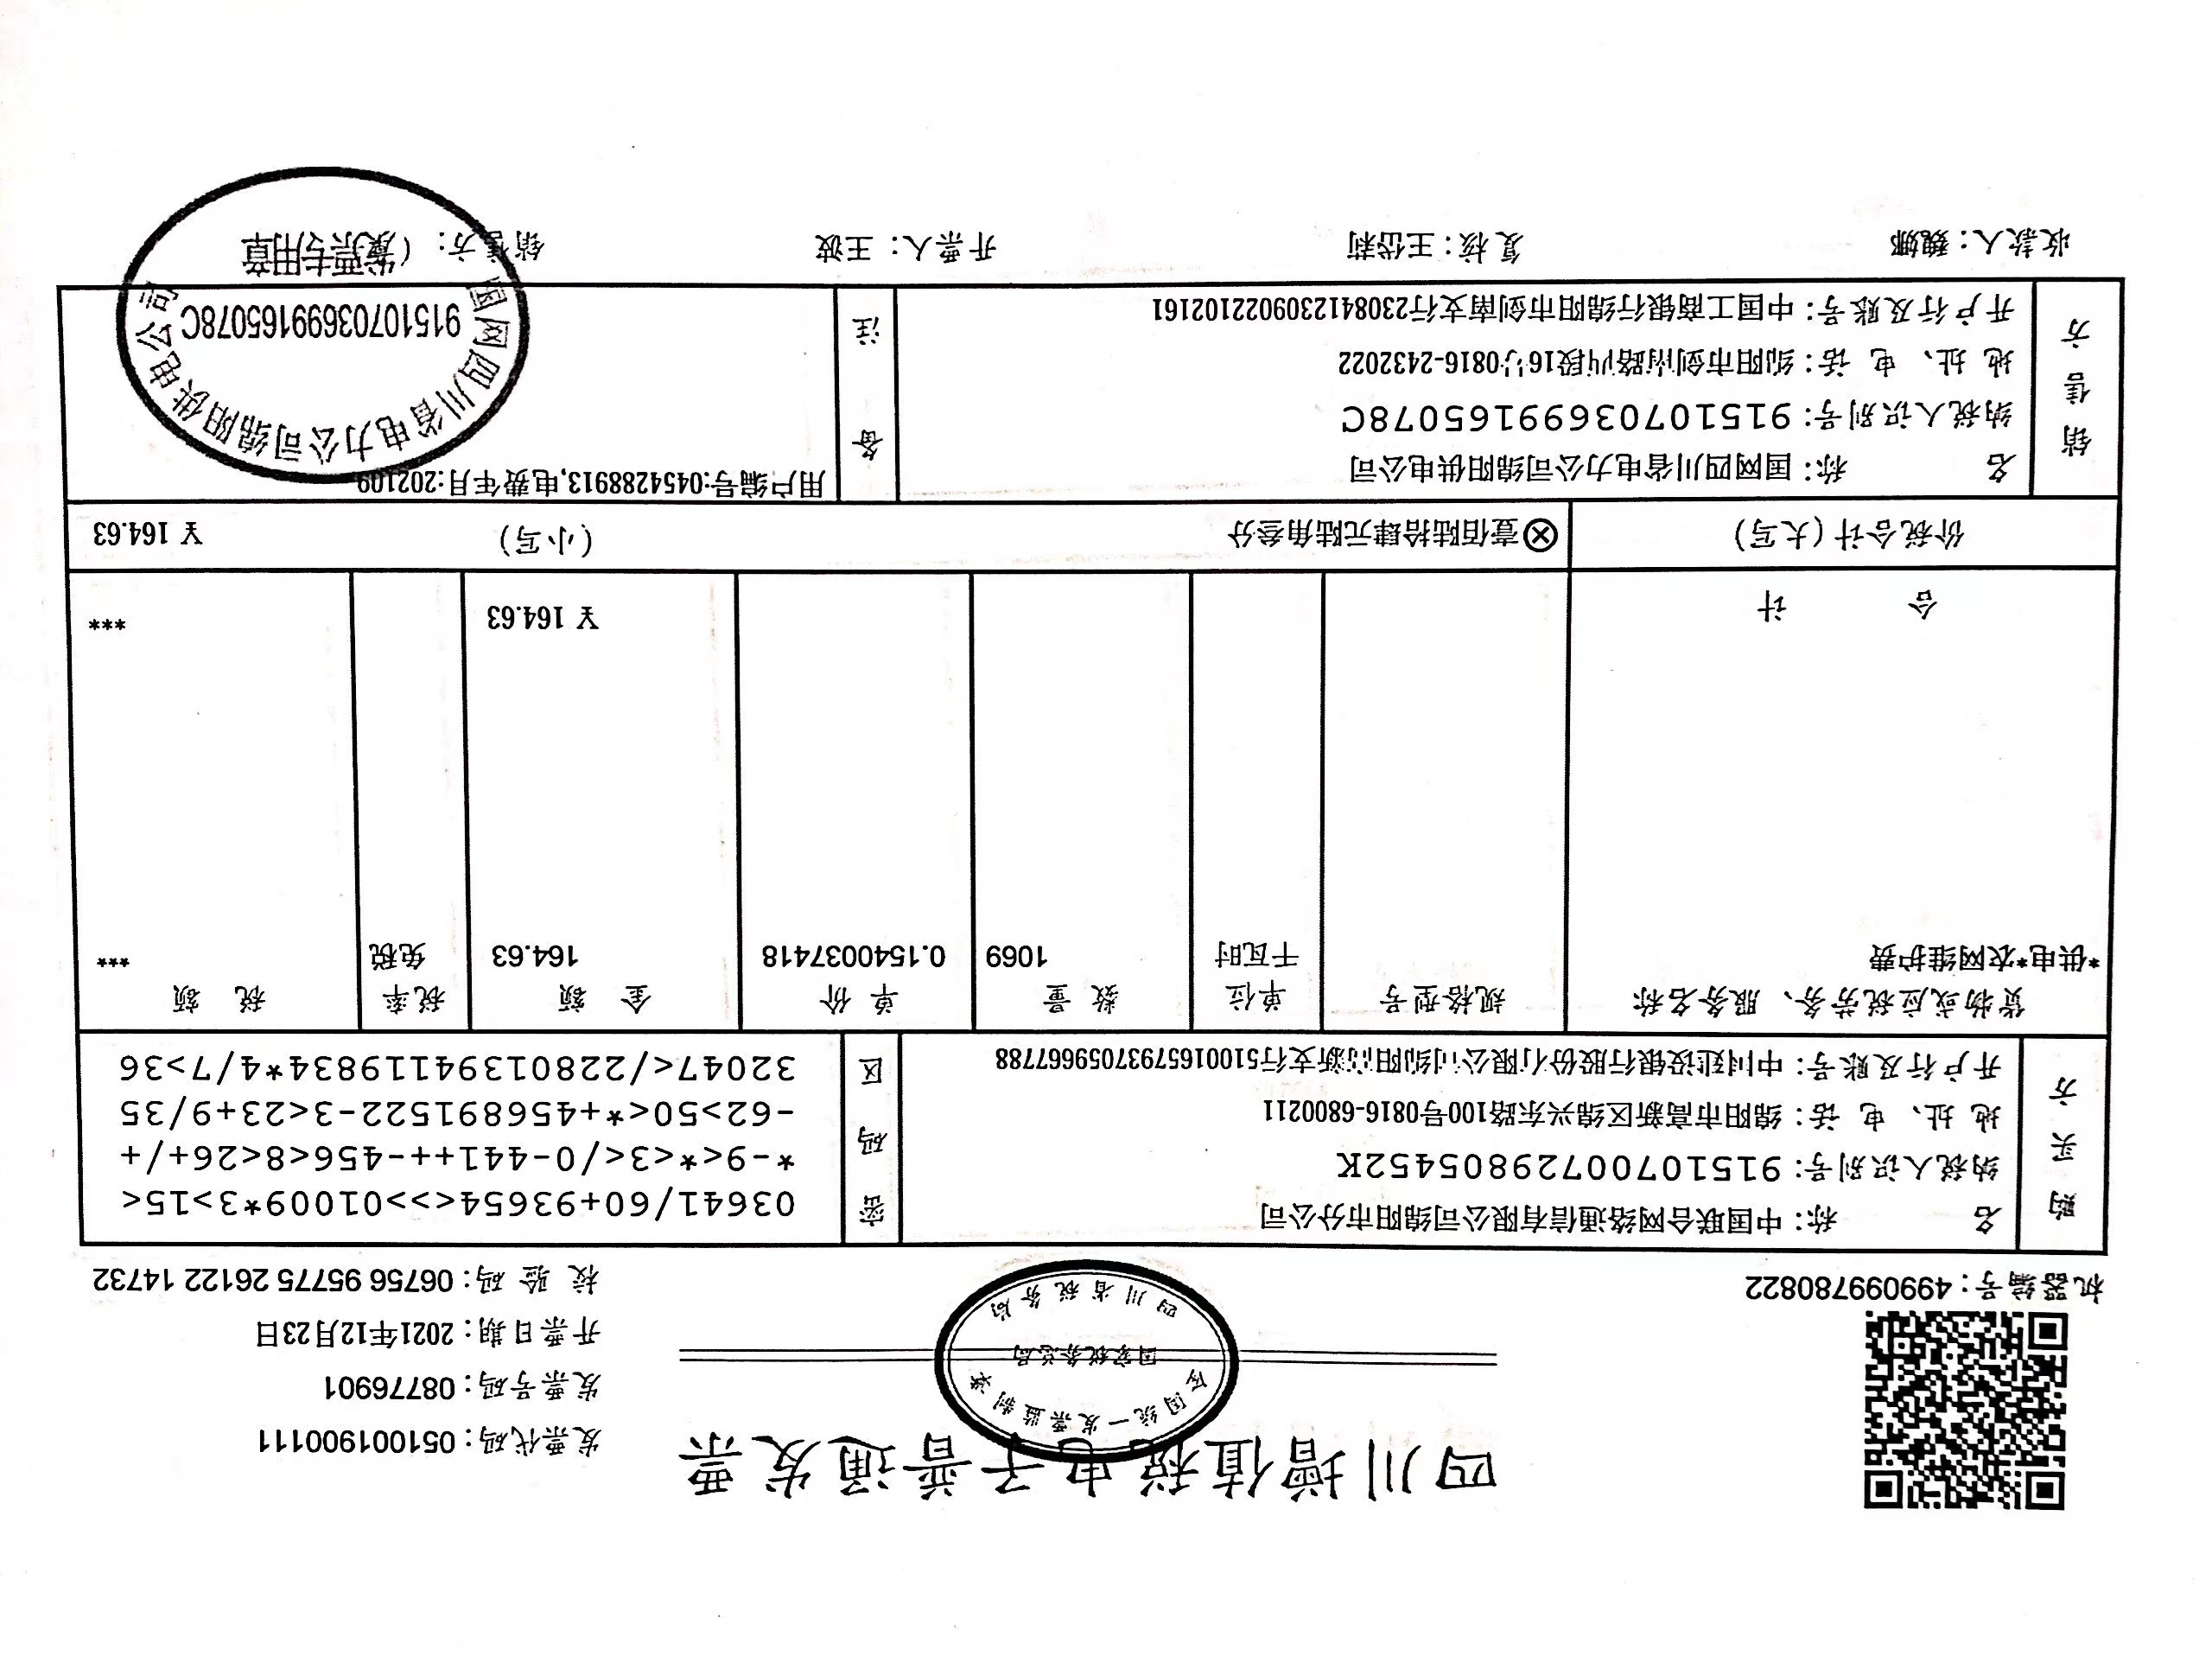 四川增值税电子普通发票
全国统一发票监制章
国家税务总局
四川省税务局
发票代码:051001900111
发票号码:08776901
开票日期:2021年12月23日
校验码:06756 95775 26122 14732
机器编号:499099780822
购买方
名称:中国联合网络通信有限公司绵阳市分公司
纳税人识别号:91510700729805452K
地址、电话:绵阳市高新区绵兴东路100号0816-6800211
开户行及账号:中国建设银行股份有限公司绵阳高新支行51001657937059667788
密码区
03641/60+93654<>>01009*3>15<
*-9<*<3</0-441++-456<8<26+/+
-62>50<*+456891522-3<23+9/35
32047</22801394119834*4/7>36
货物或应税劳务、服务名称 规格型号 单位 数量 单价 金额 税率 税额
*供电*农网维护费 千瓦时 1069 0.1540037418 164.63 免税 ***
合计 ¥ 164.63 ***
价税合计(大写) ⊗壹佰陆拾肆元陆角叁分 (小写) ¥ 164.63
销售方
名称:国网四川省电力公司绵阳供电公司
纳税人识别号:91510703699165078C
地址、电话:绵阳市剑南路四段16号0816-2432022
开户行及账号:中国工商银行绵阳市剑南支行2308412309022102161
备注
用户编号:0454288913,电费年月:202109
国网四川省电力公司绵阳供电公司
91510703699165078C
发票专用章
收款人:魏娜 复核:王岱莉 开票人:王波 销售方:(